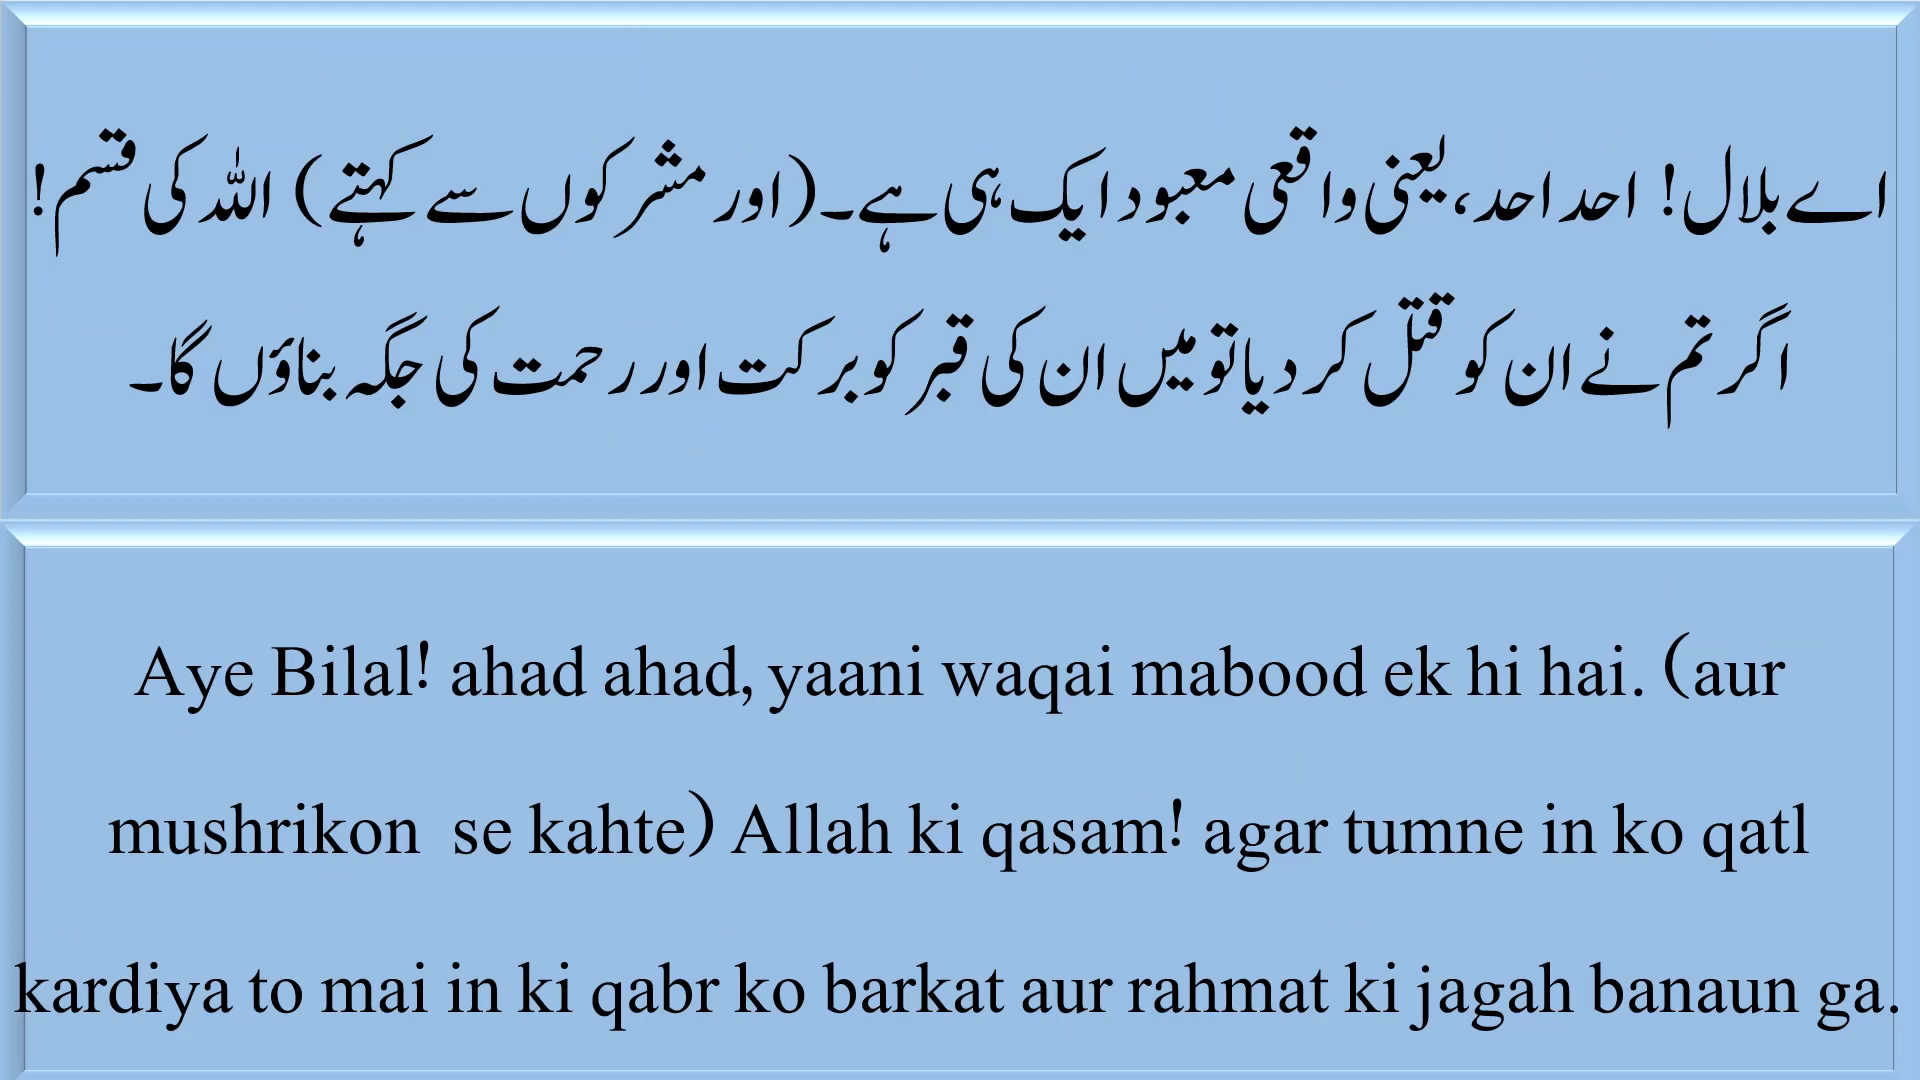 اے بلال! احد احد، یعنی واقعی معبود ایک ہی ہے۔ (اور مشرکوں سے کہتے) اللہ کی قسم!
اگر تم نے ان کو قتل کر دیا تو میں ان کی قبر کو برکت اور رحمت کی جگہ بناؤں گا۔
Aye Bilal! ahad ahad, yaani waqai mabood ek hi hai. (aur
mushrikon se kahte) Allah ki qasam! agar tumne in ko qatl
kardiya to mai in ki qabr ko barkat aur rahmat ki jagah banaun ga.